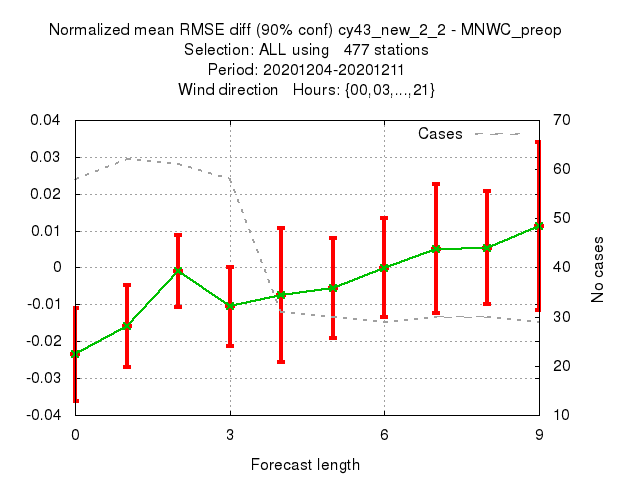 Normalized mean RMSE diff (90% conf) cy43_new_2_2 - MNWC_preop
Selection: ALL using   477 stations
Period: 20201204-20201211
Wind direction   Hours: {00,03,...,21}
Cases
0.04
0.03
0.02
0.01
0
-0.01
-0.02
-0.03
-0.04
70
60
50
40
30
20
10
No cases
0 3 6 9
Forecast length